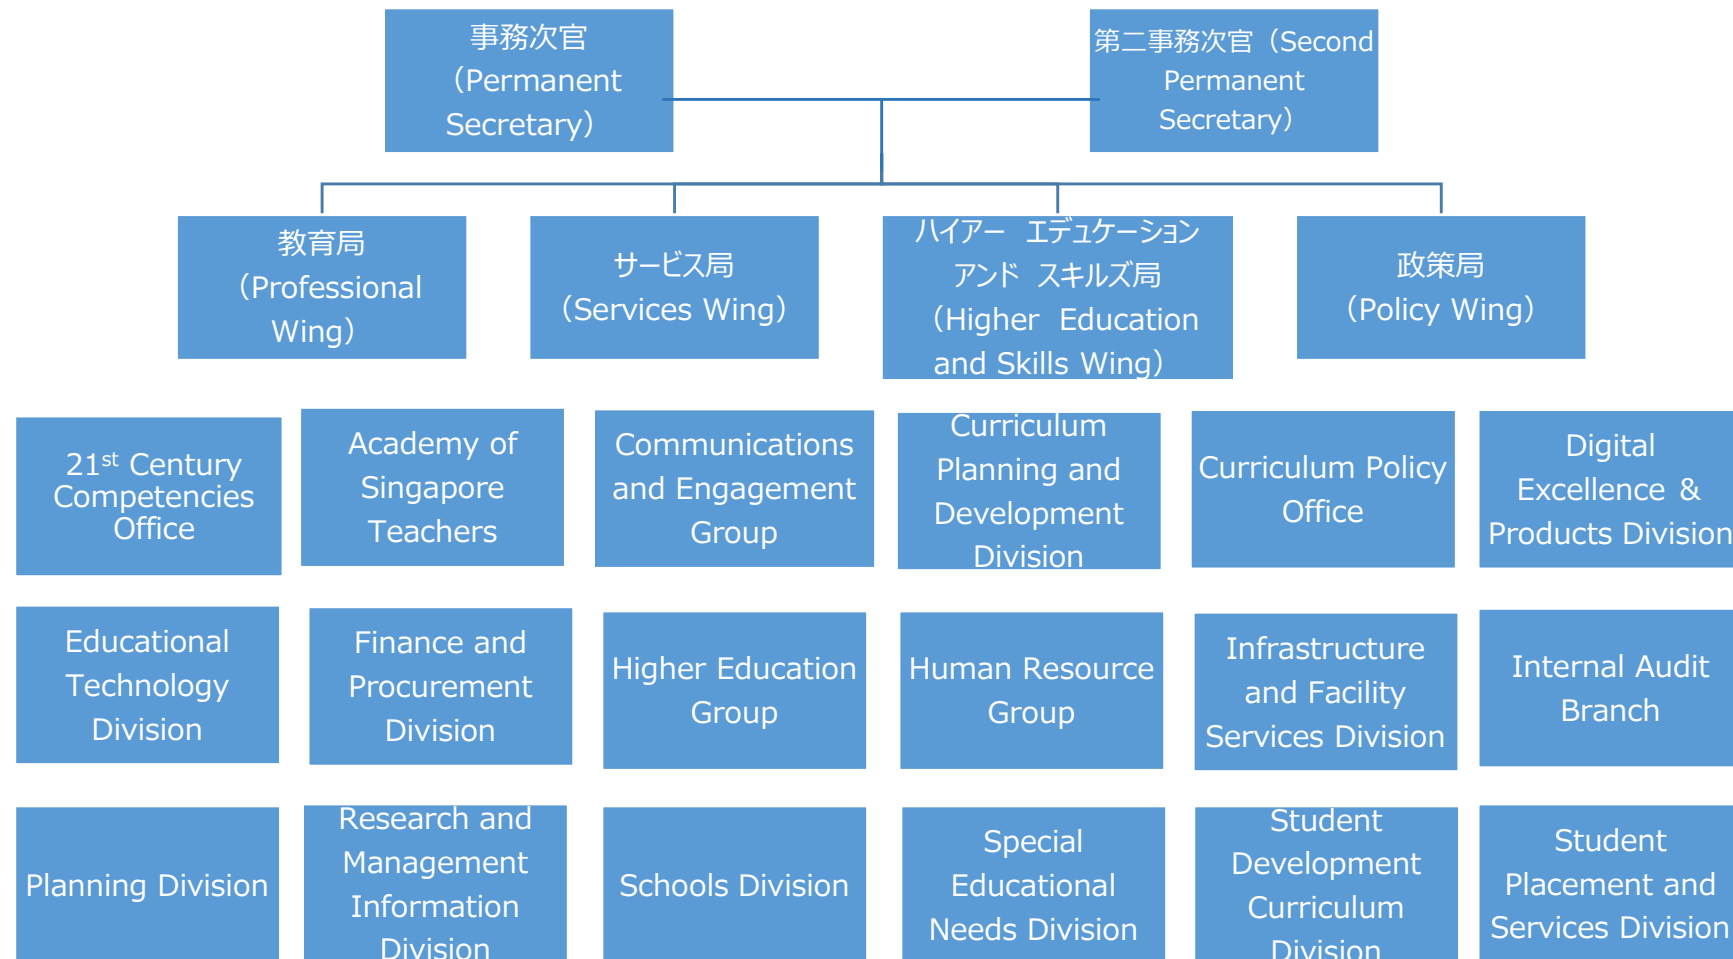 事務次官
（Permanent
Secretary）
第二事務次官（Second
Permanent
Secretary）
教育局
（Professional
Wing）
サービス局
（Services Wing）
ハイアー　エデュケーション
アンド　スキルズ局
（Higher　Education
and Skills Wing）
政策局
（Policy Wing）
21st Century
Competencies
Office
Academy of
Singapore
Teachers
Communications
and Engagement
Group
Curriculum
Planning and
Development
Division
Curriculum Policy
Office
Digital
Excellence ＆
Products Division
Educational
Technology
Division
Finance and
Procurement
Division
Higher Education
Group
Human Resource
Group
Infrastructure
and Facility
Services Division
Internal Audit
Branch
Planning Division
Research and
Management
Information
Division
Schools Division
Special
Educational
Needs Division
Student
Development
Curriculum
Division
Student
Placement and
Services Division